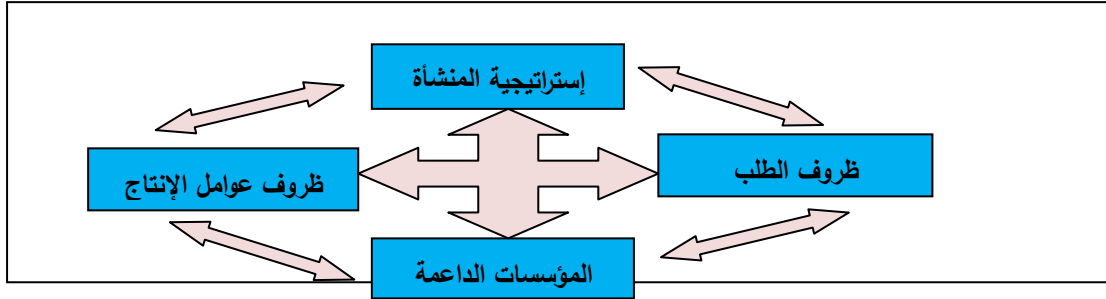 إستراتيجية المنشأة
ظروف الطلب
ظروف عوامل الإنتاج
المؤسسات الداعمة